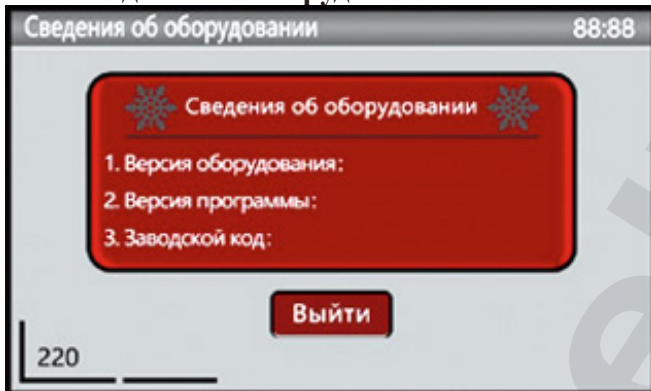 Сведения об оборудовании 88:88
Сведения об оборудовании
1. Версия оборудования:
2. Версия программы:
3. Заводской код:
Выйти
220